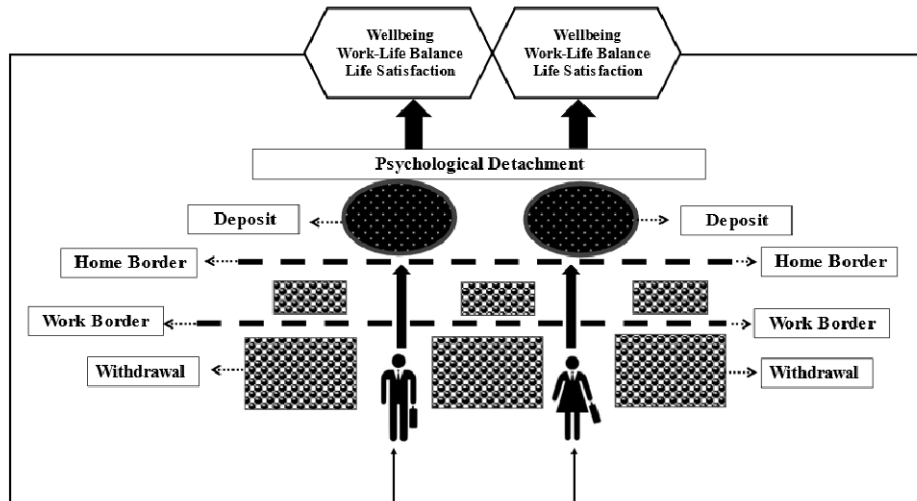 Wellbeing
Work-Life Balance
Life Satisfaction
Wellbeing
Work-Life Balance
Life Satisfaction
Psychological Detachment
Deposit
Deposit
Home Border
Home Border
Work Border
Work Border
Withdrawal
Withdrawal